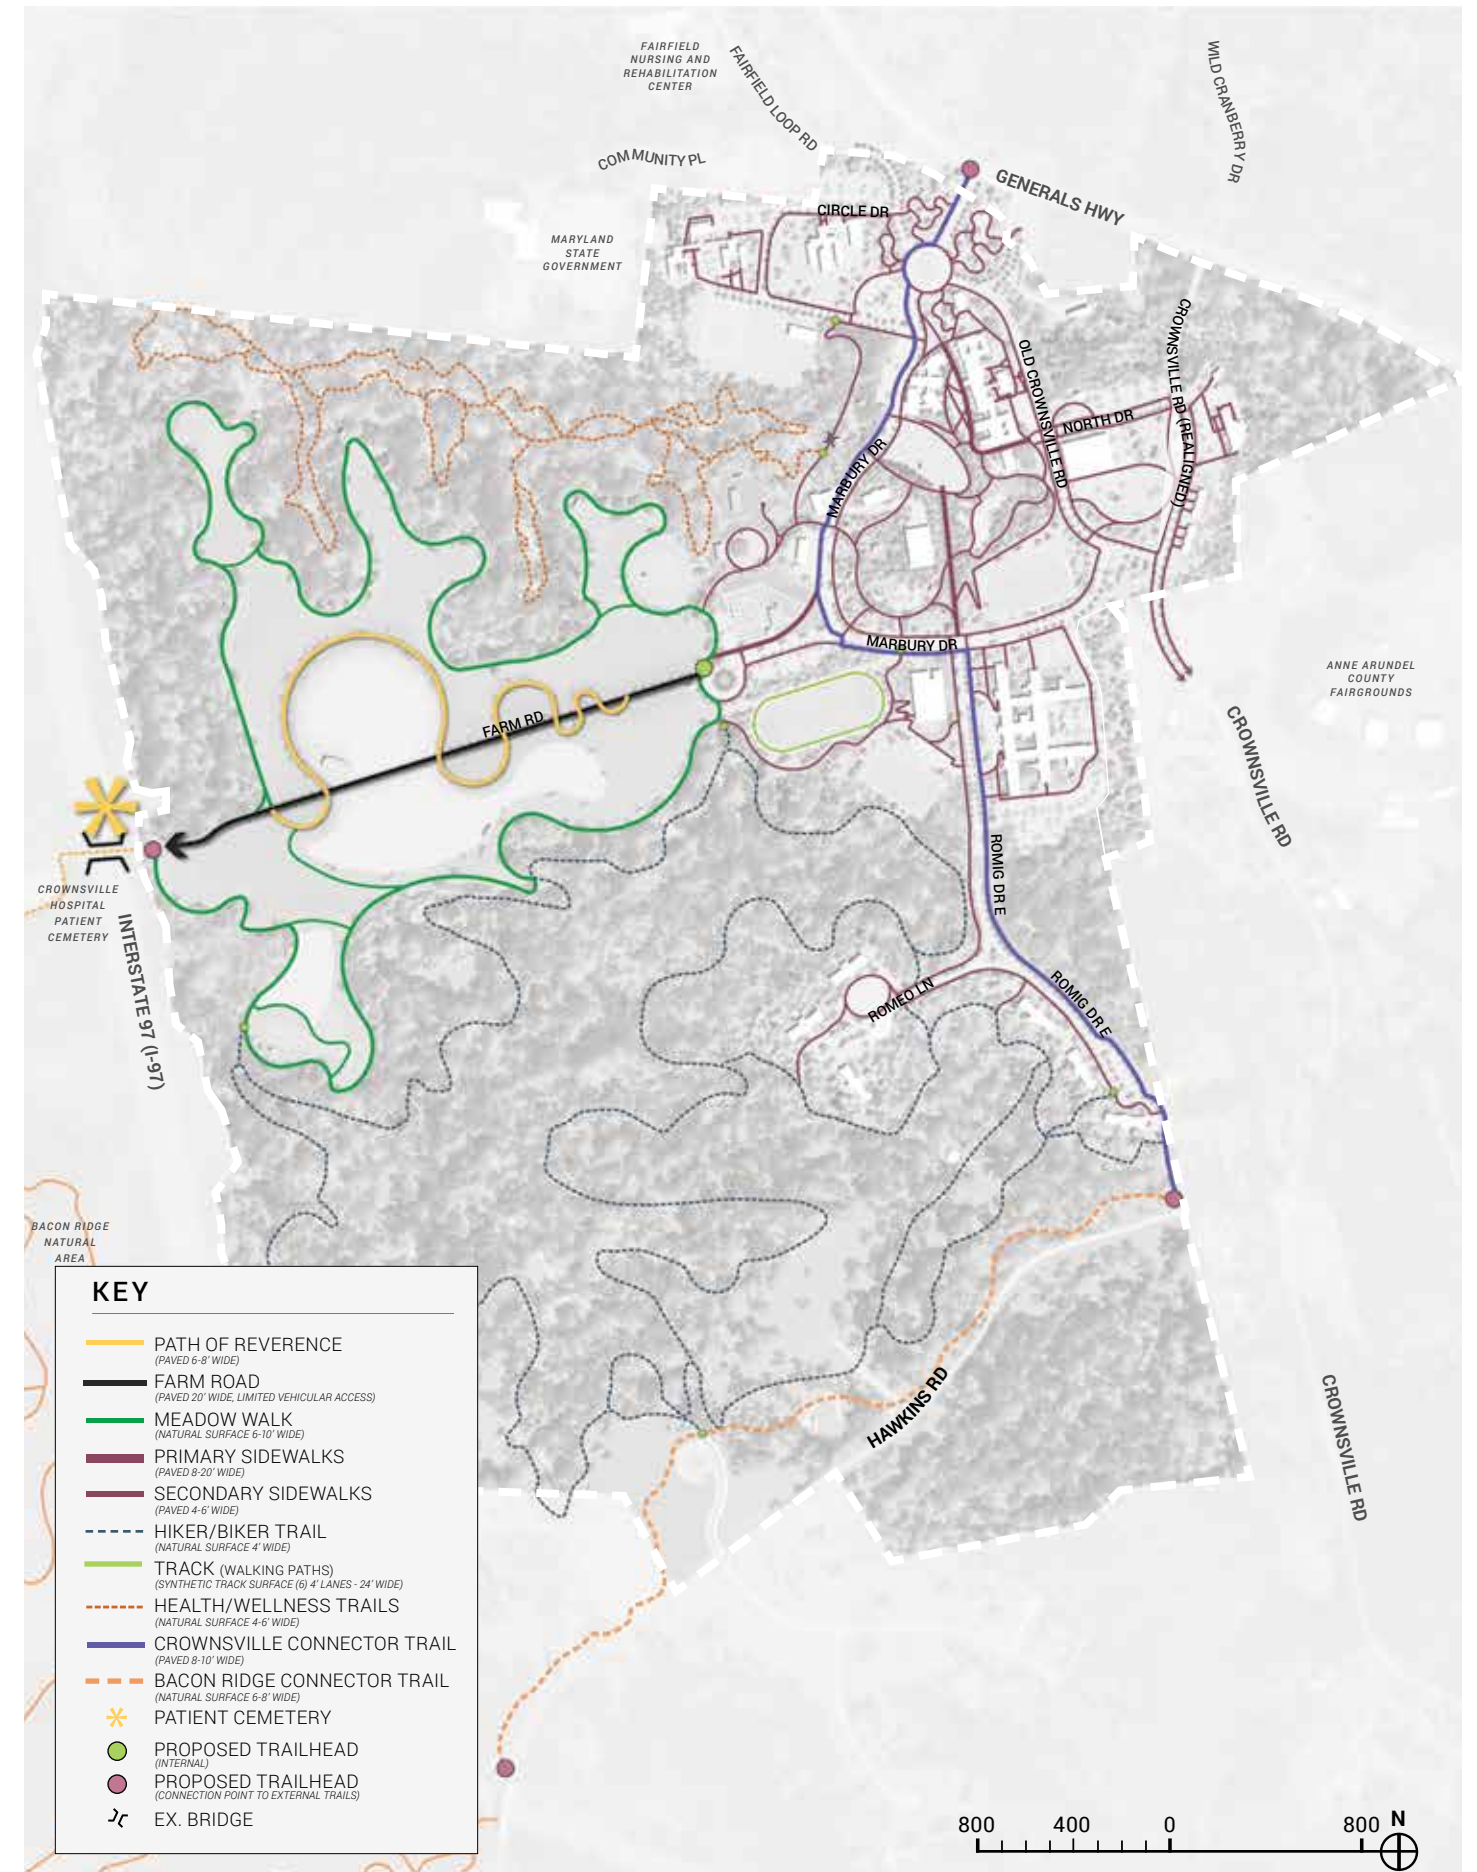 FAIRFIELD
NURSING AND
REHABILITATION
CENTER
FAIRFIELD LOOP RD
WILD CRANBERRY DR
COMMUNITY PL
GENERALS HWY
CIRCLE DR
MARYLAND
STATE
GOVERNMENT
CROWNSVILLE RD (REALIGNED)
OLD CROWNSVILLE RD
NORTH DR
MARBURY DR
MARBURY DR
ANNE ARUNDEL
COUNTY
FAIRGROUNDS
FARM RD
CROWNSVILLE RD
ROMIG DR E
CROWNSVILLE
HOSPITAL
PATIENT
CEMETERY
INTERSTATE 97 (I-97)
ROMEO LN
ROMIG DR E
BACON RIDGE
NATURAL
AREA
HAWKINS RD
CROWNSVILLE RD
KEY
PATH OF REVERENCE
(PAVED 6-8' WIDE)
FARM ROAD
(PAVED 20' WIDE, LIMITED VEHICULAR ACCESS)
MEADOW WALK
(NATURAL SURFACE 6-10' WIDE)
PRIMARY SIDEWALKS
(PAVED 8-20' WIDE)
SECONDARY SIDEWALKS
(PAVED 4-6' WIDE)
HIKER/BIKER TRAIL
(NATURAL SURFACE 4' WIDE)
TRACK (WALKING PATHS)
(SYNTHETIC TRACK SURFACE (6) 4' LANES - 24' WIDE)
HEALTH/WELLNESS TRAILS
(NATURAL SURFACE 4-6' WIDE)
CROWNSVILLE CONNECTOR TRAIL
(PAVED 8-10' WIDE)
BACON RIDGE CONNECTOR TRAIL
(NATURAL SURFACE 6-8' WIDE)
PATIENT CEMETERY
PROPOSED TRAILHEAD
(INTERNAL)
PROPOSED TRAILHEAD
(CONNECTION POINT TO EXTERNAL TRAILS)
EX. BRIDGE
800 400 0 800 N